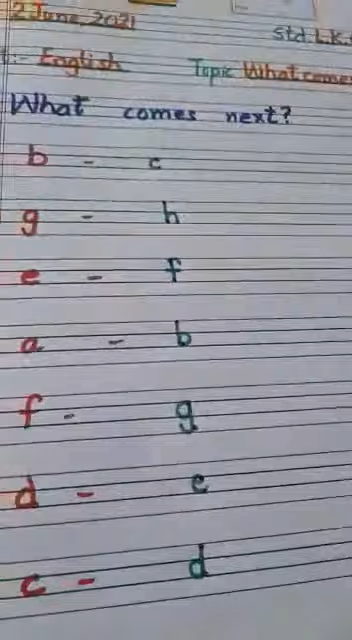 2 June, 2021
Std. L.K.
:- English Topic What comes
What comes next?
b - c
g - h
e - f
a - b
f - g
d - e
c - d